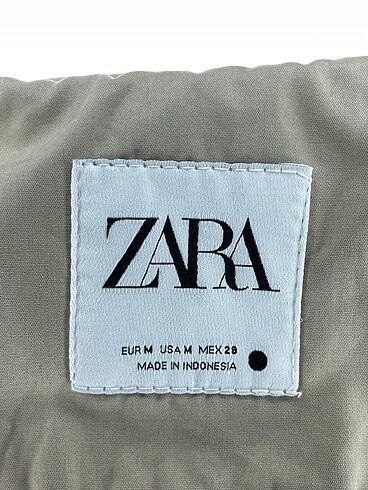 ZARA
EUR M USA M MEX 28
MADE IN INDONESIA